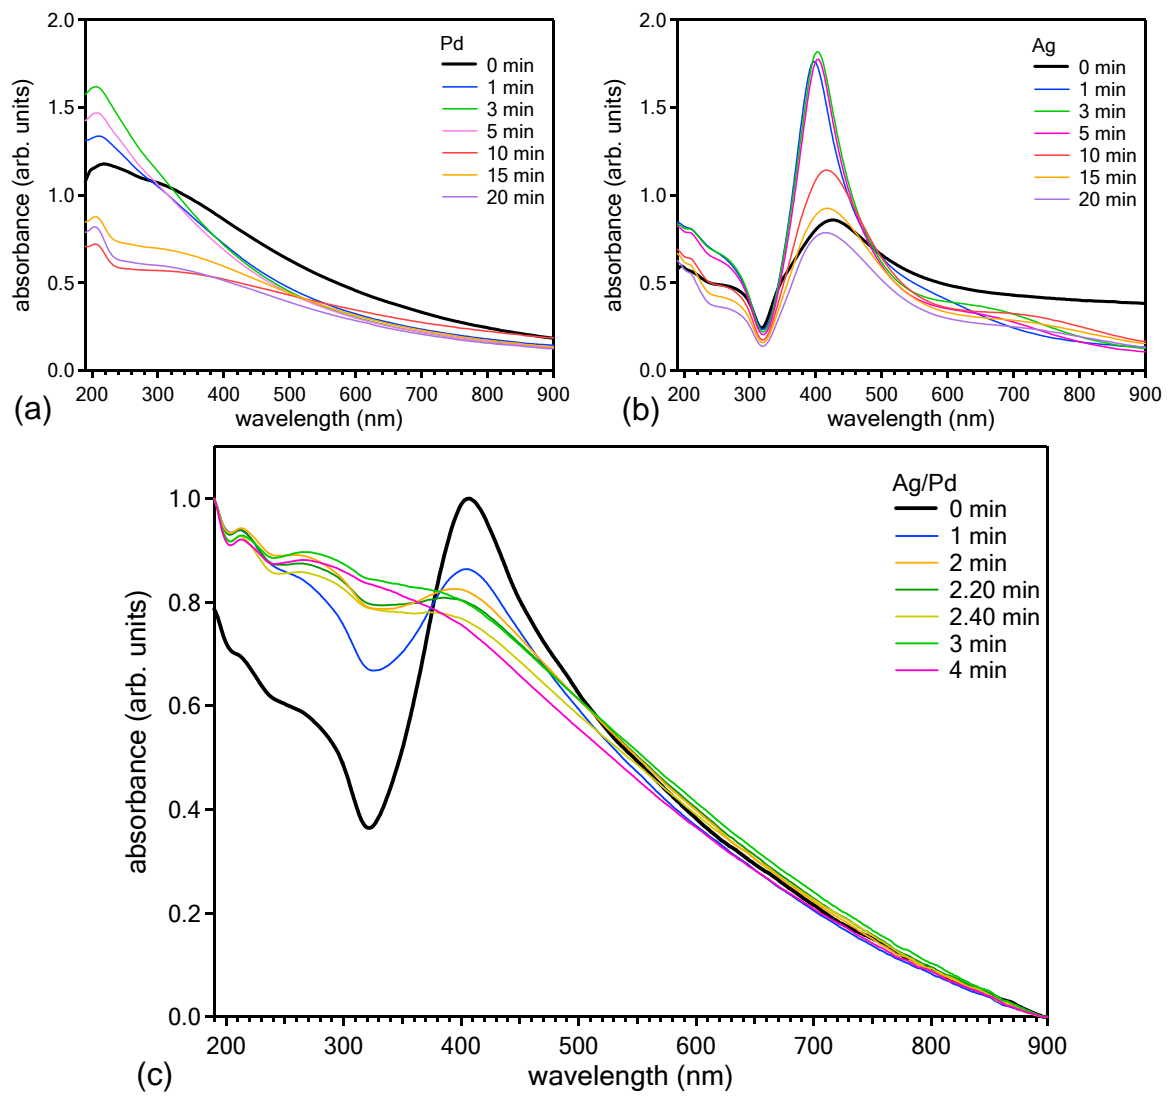 2.0
1.5
1.0
0.5
0.0
absorbance (arb. units)
Pd
0 min
1 min
3 min
5 min
10 min
15 min
20 min
200 300 400 500 600 700 800 900
wavelength (nm)
(a)
2.0
1.5
1.0
0.5
0.0
absorbance (arb. units)
Ag
0 min
1 min
3 min
5 min
10 min
15 min
20 min
200 300 400 500 600 700 800 900
wavelength (nm)
(b)
1.0
0.8
0.6
0.4
0.2
0.0
absorbance (arb. units)
Ag/Pd
0 min
1 min
2 min
2.20 min
2.40 min
3 min
4 min
200 300 400 500 600 700 800 900
wavelength (nm)
(c)